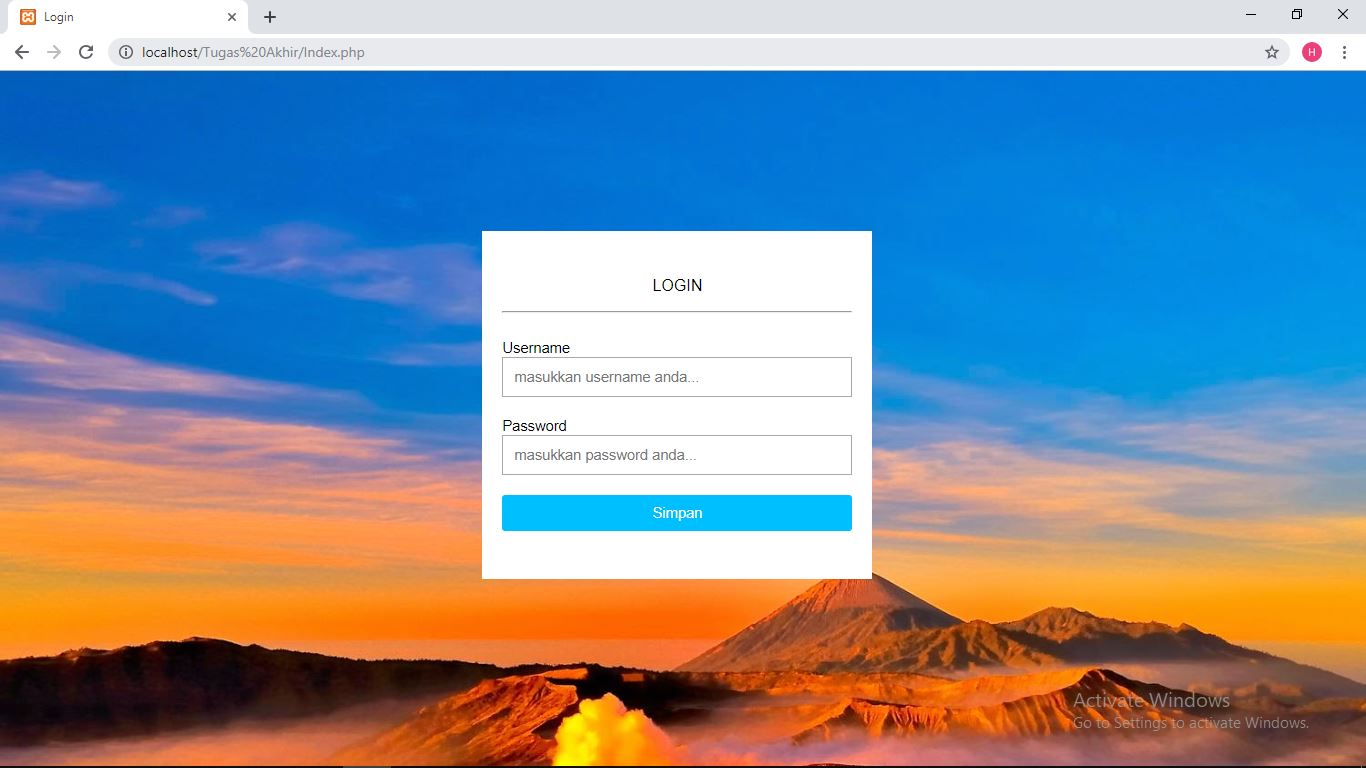 Login
localhost/Tugas%20Akhir/Index.php
H
LOGIN
Username
masukkan username anda...
Password
masukkan password anda...
Simpan
Activate Windows
Go to Settings to activate Windows.